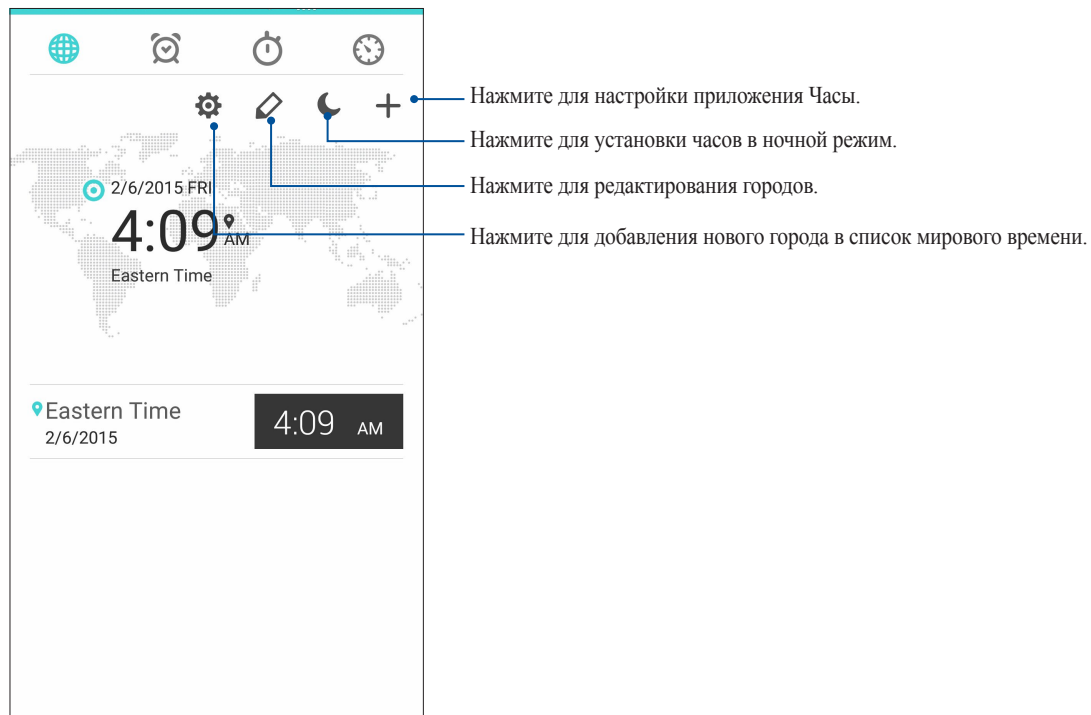 Нажмите для настройки приложения Часы.
Нажмите для установки часов в ночной режим.
2/6/2015 FRI
Нажмите для редактирования городов.
4:09 AM
Нажмите для добавления нового города в список мирового времени.
Eastern Time
Eastern Time
4:09 AM
2/6/2015